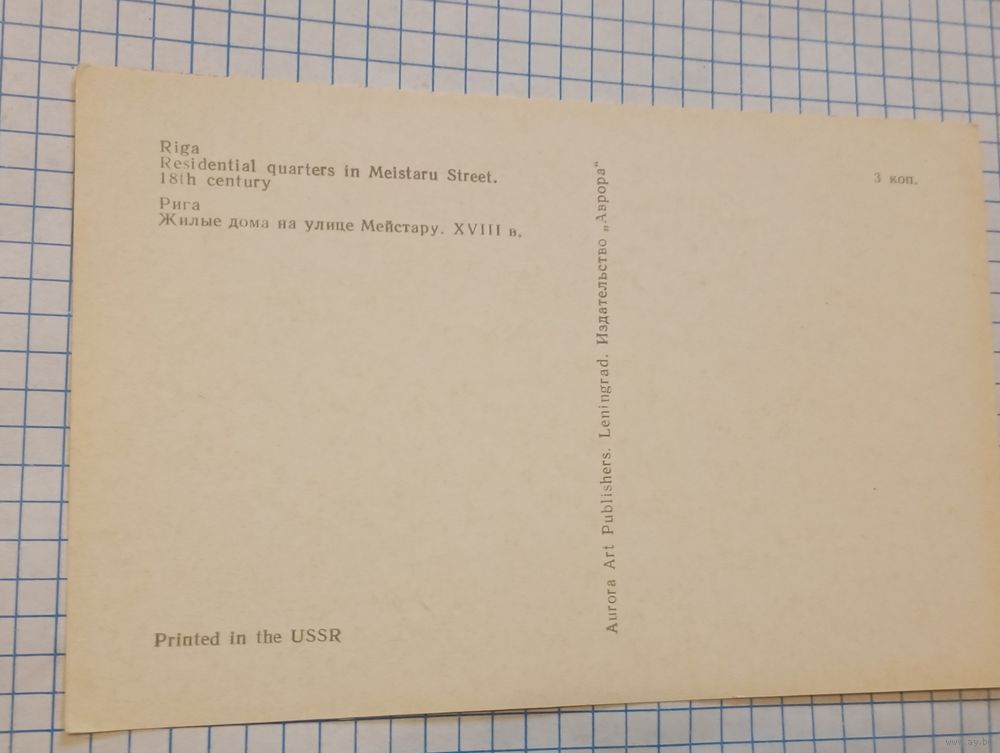 Riga
Residential quarters in Meistaru Street.
18th century
Рига
Жилые дома на улице Мейстару. XVIII в.
Printed in the USSR
Aurora Art Publishers. Leningrad. Издательство „Аврора“
3 коп.